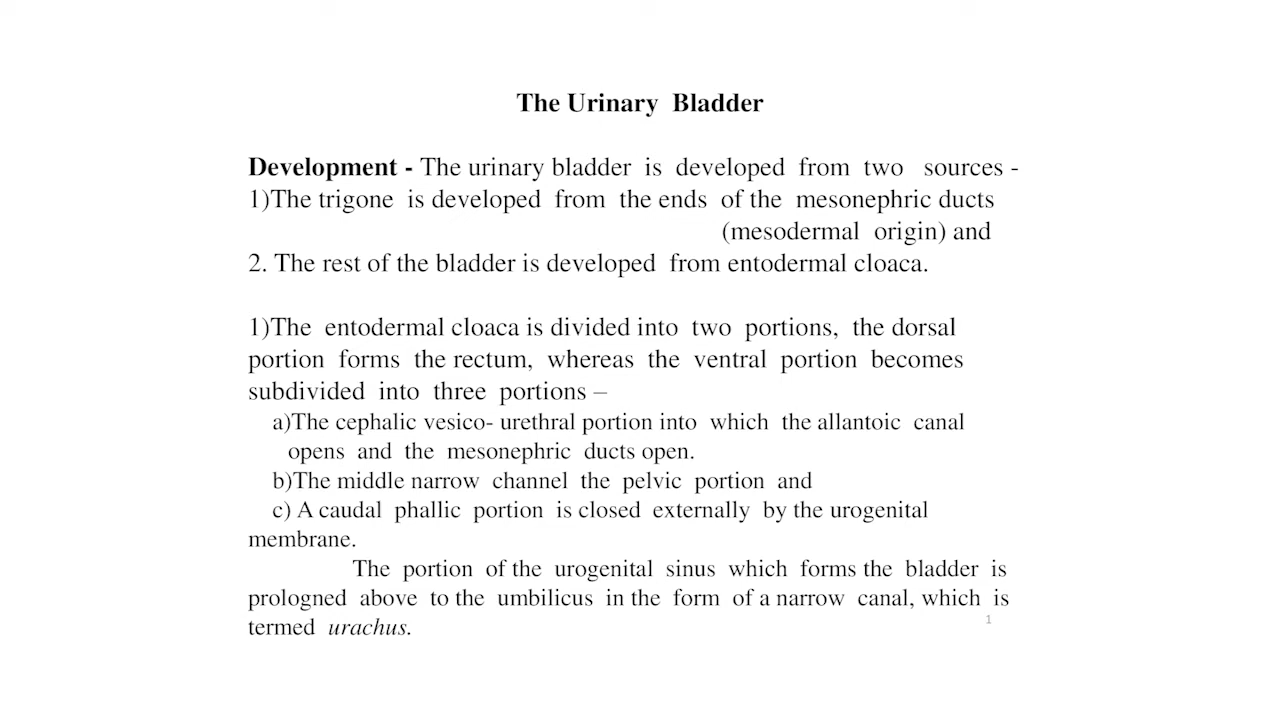 The Urinary Bladder
Development - The urinary bladder is developed from two sources -
1)The trigone is developed from the ends of the mesonephric ducts
(mesodermal origin) and
2. The rest of the bladder is developed from entodermal cloaca.
1)The entodermal cloaca is divided into two portions, the dorsal
portion forms the rectum, whereas the ventral portion becomes
subdivided into three portions –
a)The cephalic vesico- urethral portion into which the allantoic canal
opens and the mesonephric ducts open.
b)The middle narrow channel the pelvic portion and
c) A caudal phallic portion is closed externally by the urogenital
membrane.
The portion of the urogenital sinus which forms the bladder is
prologned above to the umbilicus in the form of a narrow canal, which is
termed urachus.
1